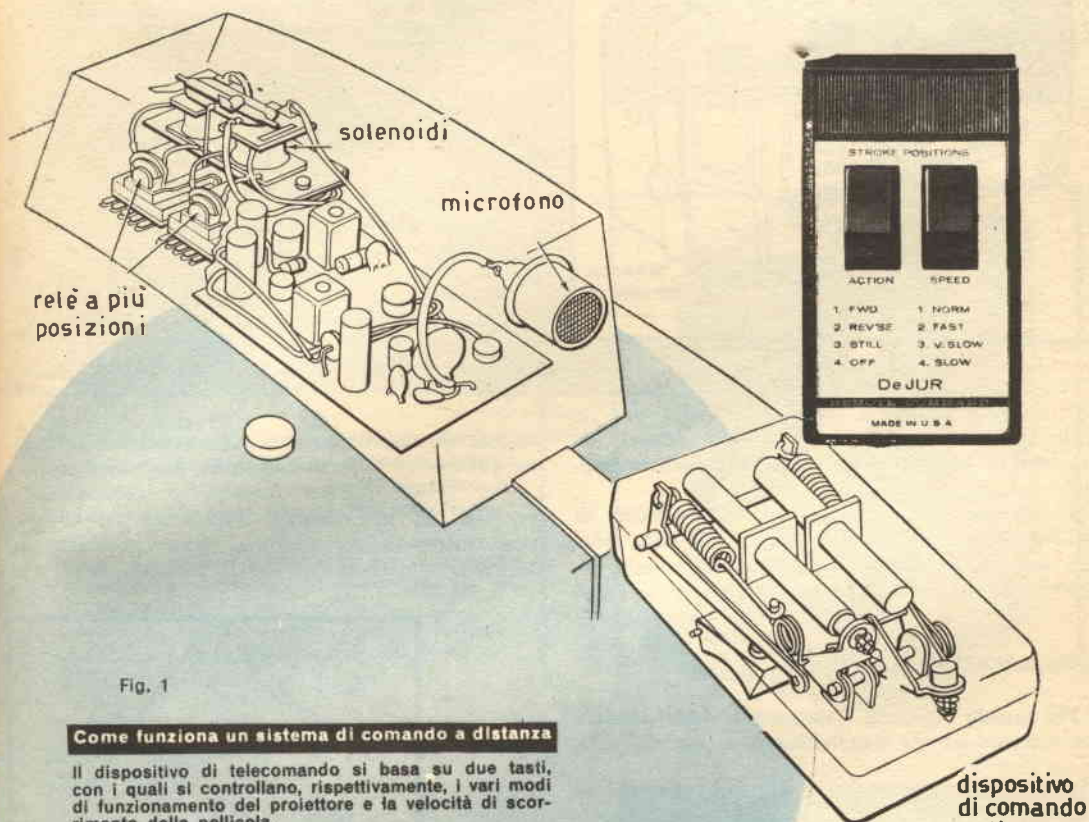 solenoidi
microfono
relè a più
posizioni
STROKE POSITIONS
ACTION SPEED
1. FWD 1. NORM
2. REV'SE 2. FAST
3. STILL 3. V. SLOW
4. OFF 4. SLOW
DeJUR
REMOTE COMMAND
MADE IN U.S.A
Fig. 1
Come funziona un sistema di comando a distanza
Il dispositivo di telecomando si basa su due tasti,
con i quali si controllano, rispettivamente, i vari modi
di funzionamento del proiettore e la velocità di scor-
dispositivo
di comando